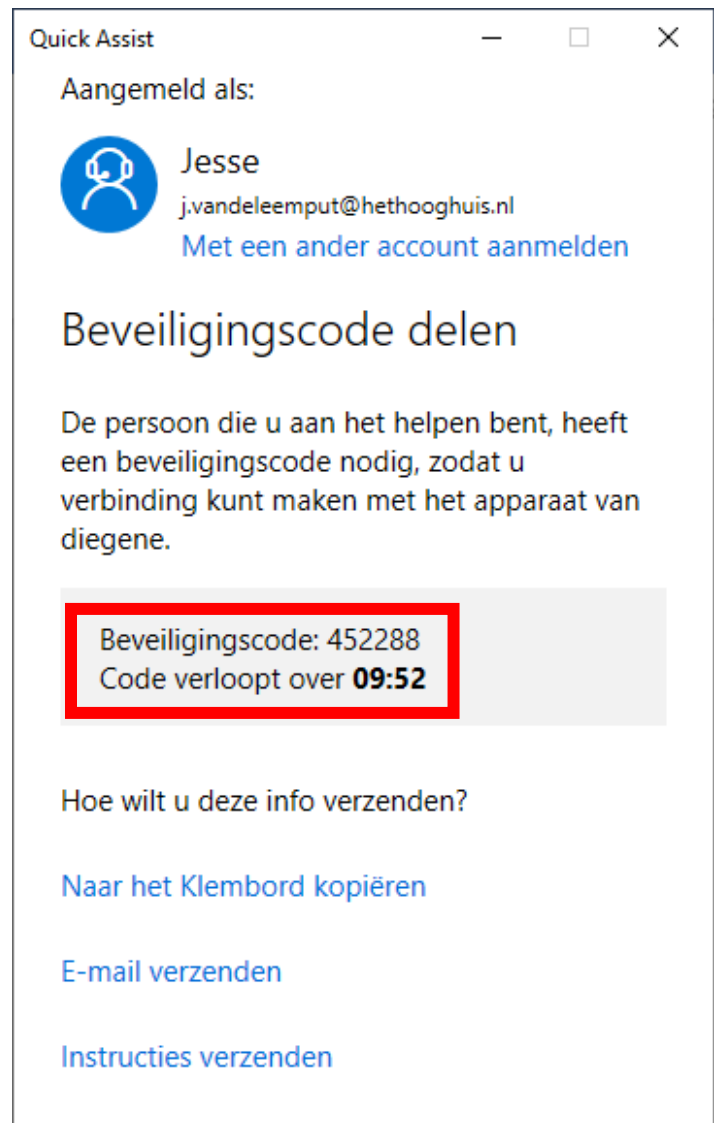 Quick Assist
Aangemeld als:
Jesse
j.vandeleemput@hethooghuis.nl
Met een ander account aanmelden
Beveiligingscode delen
De persoon die u aan het helpen bent, heeft
een beveiligingscode nodig, zodat u
verbinding kunt maken met het apparaat van
diegene.
Beveiligingscode: 452288
Code verloopt over 09:52
Hoe wilt u deze info verzenden?
Naar het Klembord kopiëren
E-mail verzenden
Instructies verzenden